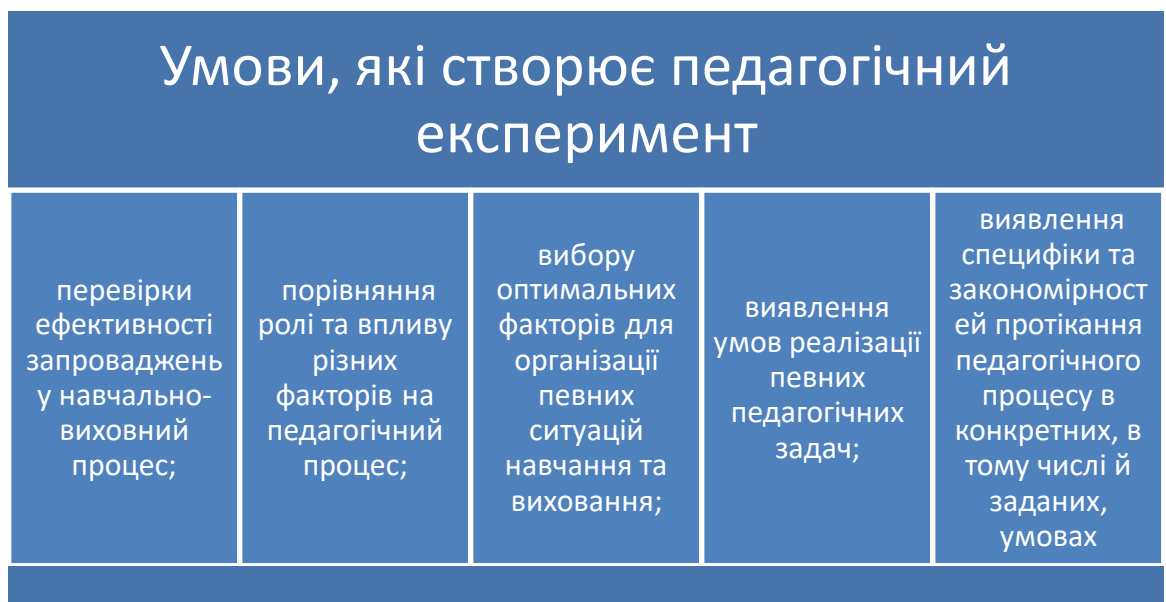 Умови, які створює педагогічний
експеримент
перевірки
ефективності
запроваджень
у навчально-
виховний
процес;
порівняння
ролі та впливу
різних
факторів на
педагогічний
процес;
вибору
оптимальних
факторів для
організації
певних
ситуацій
навчання та
виховання;
виявлення
умов реалізації
певних
педагогічних
задач;
виявлення
специфіки та
закономірност
ей протікання
педагогічного
процесу в
конкретних, в
тому числі й
заданих,
умовах